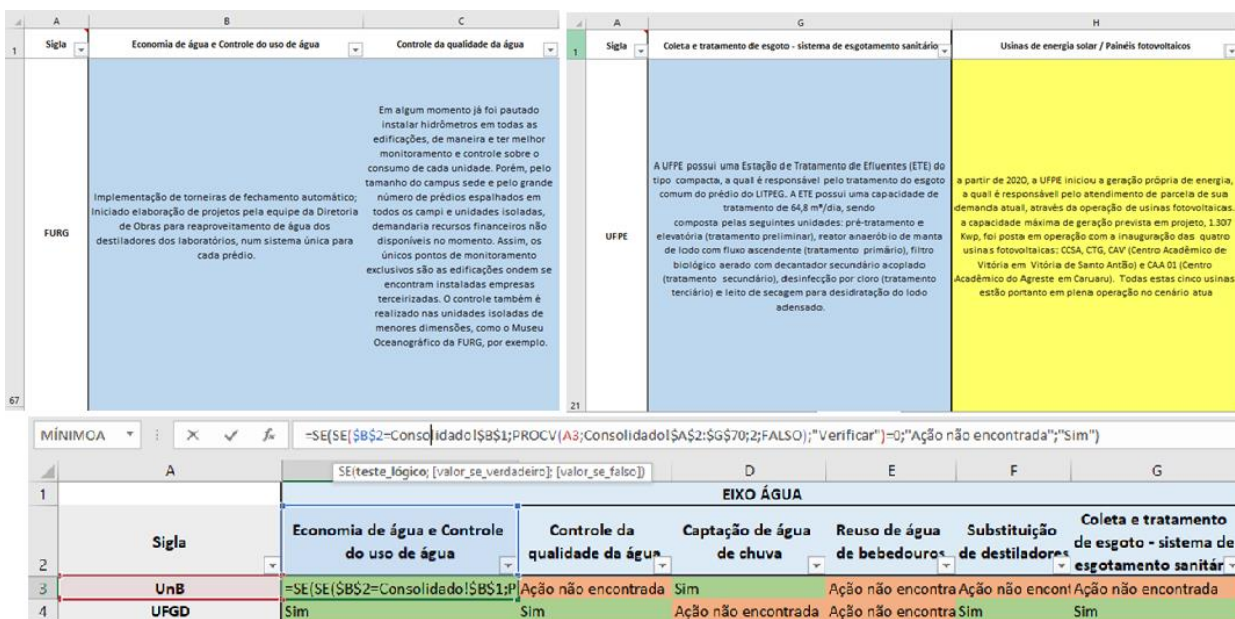 A B C
1 Sigla Economia de água e Controle do uso de água Controle da qualidade da água
FURG
Implementação de torneiras de fechamento automático;
Iniciado elaboração de projetos pela equipe da Diretoria
de Obras para reaproveitamento de água dos
destiladores dos laboratórios, num sistema única para
cada prédio.
Em algum momento já foi pautado
instalar hidrômetros em todas as
edificações, de maneira e ter melhor
monitoramento e controle sobre o
consumo de cada unidade. Porém, pelo
tamanho do campus sede e pelo grande
número de prédios espalhados em
todos os campi e unidades isoladas,
demandaria recursos financeiros não
disponíveis no momento. Assim, os
únicos pontos de monitoramento
exclusivos são as edificações ondem se
encontram instaladas empresas
terceirizadas. O controle também é
realizado nas unidades isoladas de
menores dimensões, como o Museu
Oceanográfico da FURG, por exemplo.
67
A G H
1 Sigla Coleta e tratamento de esgoto - sistema de esgotamento sanitário Usinas de energia solar / Painéis fotovoltaicos
UFPE
A UFPE possui uma Estação de Tratamento de Efluentes (ETE) do
tipo compacta, a qual é responsável pelo tratamento do esgoto
comum do prédio do LITPEG. A ETE possui uma capacidade de
tratamento de 64,8 m³/dia, sendo
composta pelas seguintes unidades: pré-tratamento e
elevatória (tratamento preliminar), reator anaeróbio de manta
de lodo com fluxo ascendente (tratamento primário), filtro
biológico aerado com decantador secundário acoplado
(tratamento secundário), desinfecção por cloro (tratamento
terciário) e leito de secagem para desidratação do lodo
adensado.
a partir de 2020, a UFPE iniciou a geração própria de energia,
a qual é responsável pelo atendimento de parcela de sua
demanda atual, através da operação de usinas fotovoltaicas.
a capacidade máxima de geração prevista em projeto, 1.307
Kwp, foi posta em operação com a inauguração das quatro
usinas fotovoltaicas: CCSA, CTG, CAV (Centro Acadêmico de
Vitória em Vitória de Santo Antão) e CAA 01 (Centro
Acadêmico do Agreste em Caruaru). Todas estas cinco usinas
estão portanto em plena operação no cenário atua
21
MÍNIMOA fx =SE(SE($B$2=Consolidado!$B$1;PROCV(A3;Consolidado!$A$2:$G$70;2;FALSO);"Verificar")=0;"Ação não encontrada";"Sim")
SE(teste_lógico; [valor_se_verdadeiro]; [valor_se_falso])
A D E F G
1 EIXO ÁGUA
2 Sigla Economia de água e Controle do uso de água Controle da qualidade da água Captação de água de chuva Reuso de água de bebedouros Substituição de destiladores Coleta e tratamento de esgoto - sistema de esgotamento sanitár
3 UnB =SE(SE($B$2=Consolidado!$B$1;P Ação não encontrada Sim Ação não encontra Ação não encont Ação não encontrada
4 UFGD Sim Sim Ação não encontrada Ação não encontra Sim Sim